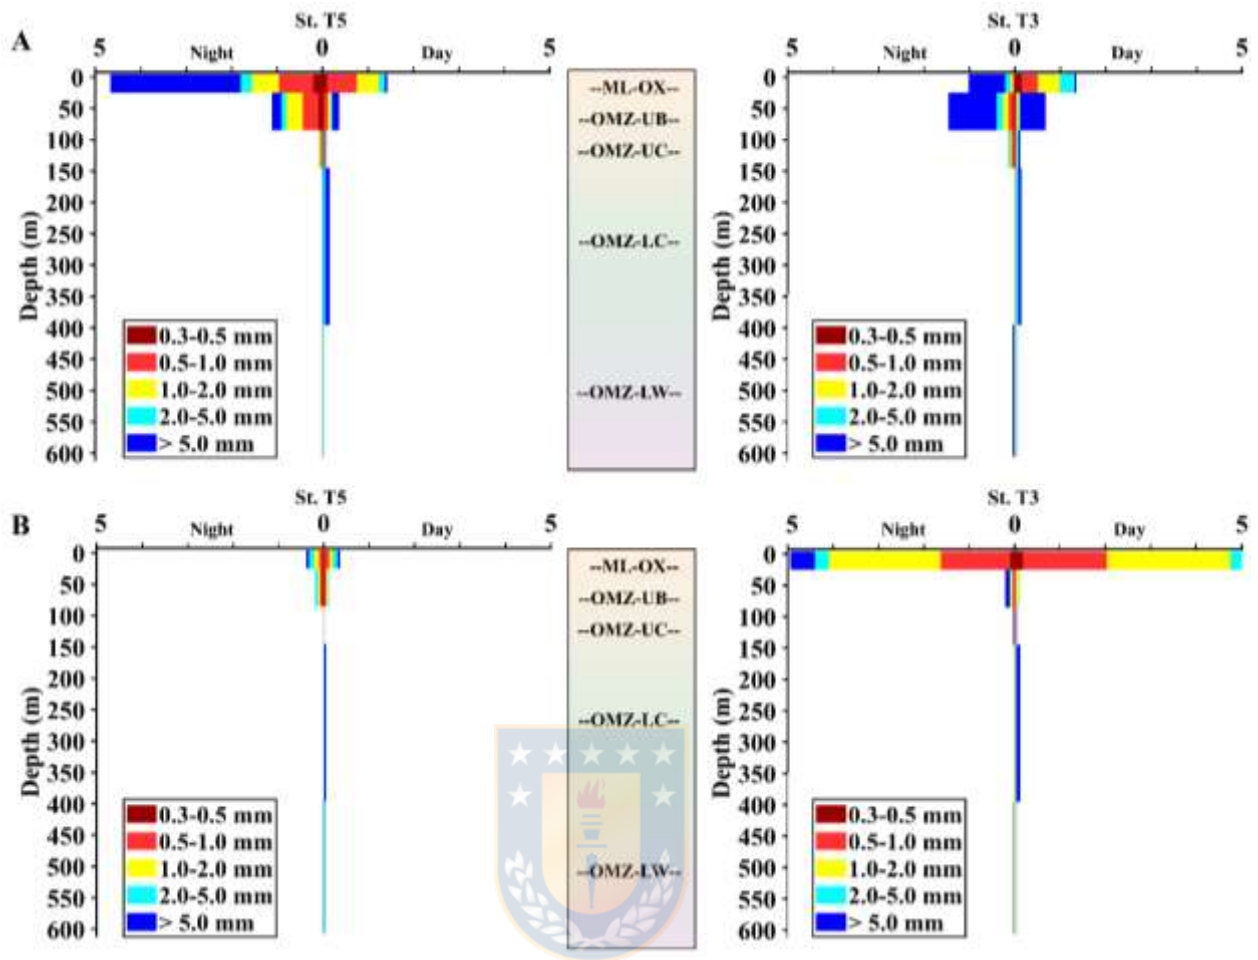 A
St. T5
5 Night 0 Day 5
0
50
100
150
200
250
300
350
400
450
500
550
600
Depth (m)
0.3-0.5 mm
0.5-1.0 mm
1.0-2.0 mm
2.0-5.0 mm
> 5.0 mm
--ML-OX--
--OMZ-UB--
--OMZ-UC--
--OMZ-LC--
--OMZ-LW--
St. T3
5 Night 0 Day 5
0
50
100
150
200
250
300
350
400
450
500
550
600
Depth (m)
0.3-0.5 mm
0.5-1.0 mm
1.0-2.0 mm
2.0-5.0 mm
> 5.0 mm
B
St. T5
5 Night 0 Day 5
0
50
100
150
200
250
300
350
400
450
500
550
600
Depth (m)
0.3-0.5 mm
0.5-1.0 mm
1.0-2.0 mm
2.0-5.0 mm
> 5.0 mm
--ML-OX--
--OMZ-UB--
--OMZ-UC--
--OMZ-LC--
--OMZ-LW--
St. T3
5 Night 0 Day 5
0
50
100
150
200
250
300
350
400
450
500
550
600
Depth (m)
0.3-0.5 mm
0.5-1.0 mm
1.0-2.0 mm
2.0-5.0 mm
> 5.0 mm